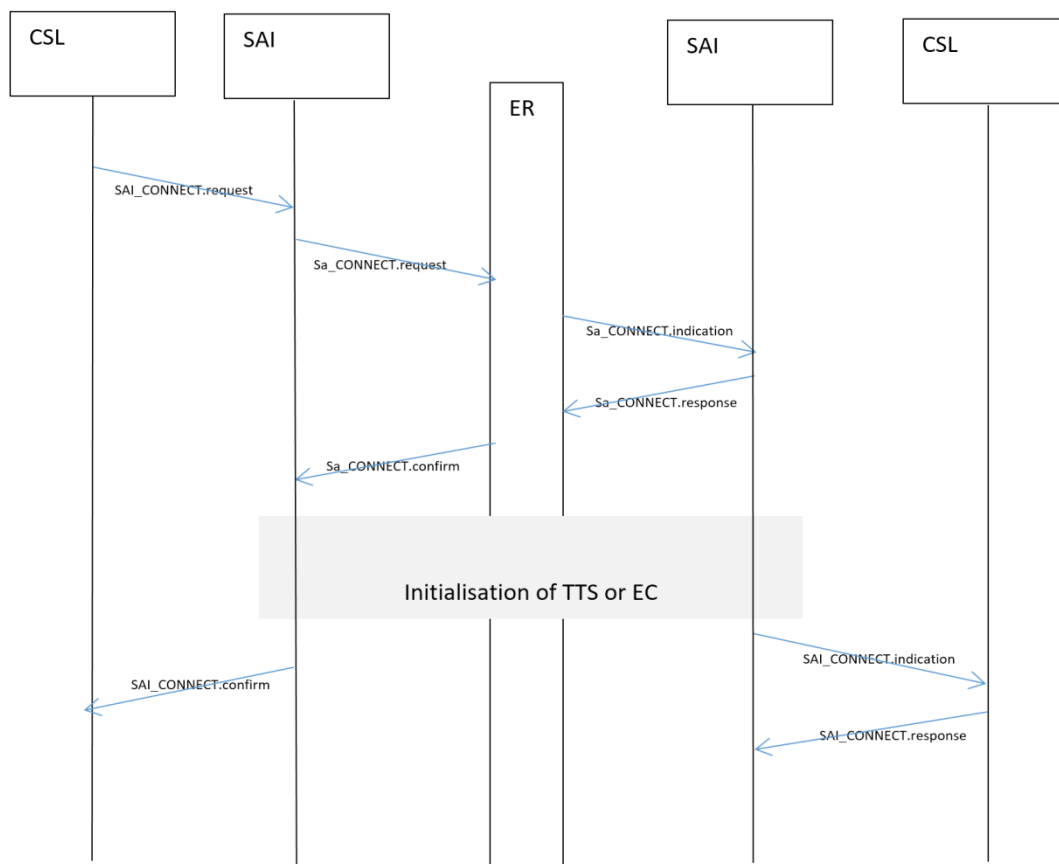 CSL
SAI
SAI
CSL
ER
SAI_CONNECT.request
Sa_CONNECT.request
Sa_CONNECT.indication
Sa_CONNECT.response
Sa_CONNECT.confirm
Initialisation of TTS or EC
SAI_CONNECT.indication
SAI_CONNECT.confirm
SAI_CONNECT.response